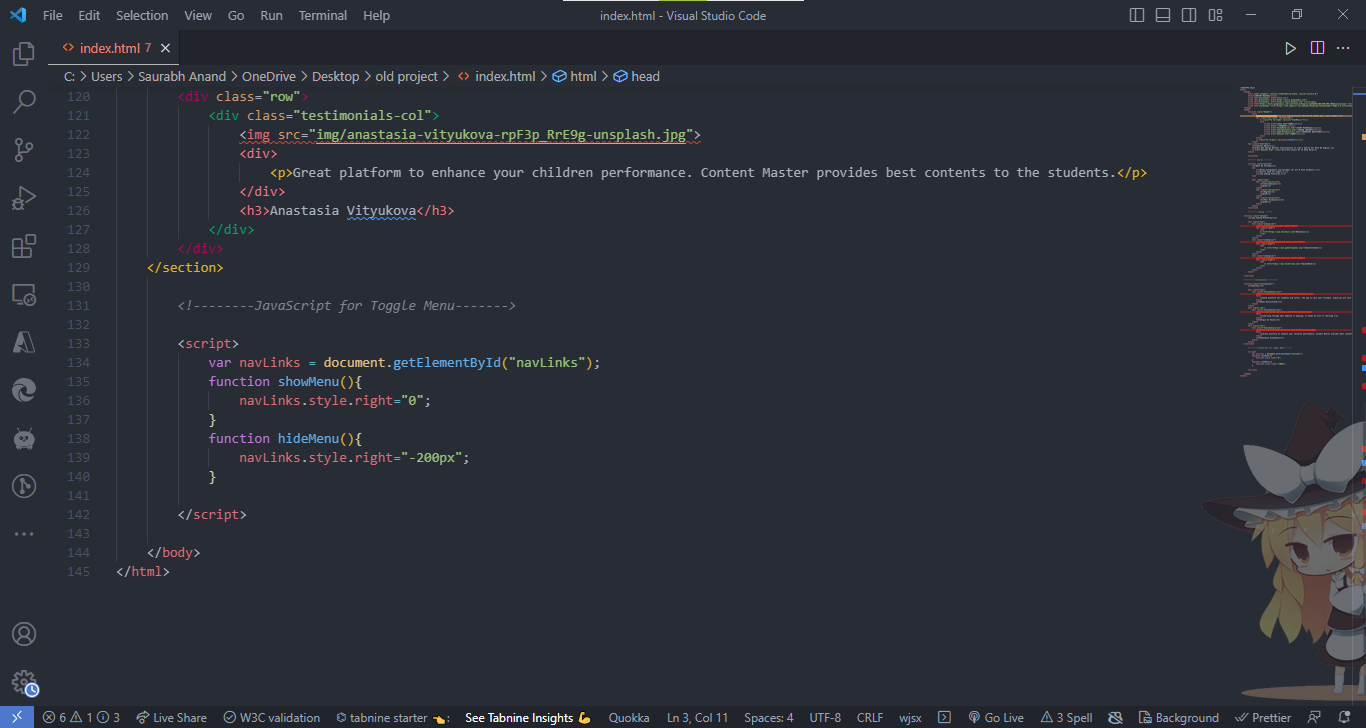 File Edit Selection View Go Run Terminal Help
index.html - Visual Studio Code
index.html 7
C: > Users > Saurabh Anand > OneDrive > Desktop > old project > index.html > html > head
120 <div class="row">
121 <div class="testimonials-col">
122 <img src="img/anastasia-vityukova-rpF3p_RrE9g-unsplash.jpg">
123 <div>
124 <p>Great platform to enhance your children performance. Content Master provides best contents to the students.</p>
125 </div>
126 <h3>Anastasia Vityukova</h3>
127 </div>
128 </div>
129 </section>
130
131 <!--------JavaScript for Toggle Menu------->
132
133 <script>
134 var navLinks = document.getElementById("navLinks");
135 function showMenu(){
136 navLinks.style.right="0";
137 }
138 function hideMenu(){
139 navLinks.style.right="-200px";
140 }
141
142 </script>
143
144 </body>
145 </html>
6 1 3 Live Share W3C validation tabnine starter : See Tabnine Insights Quokka Ln 3, Col 11 Spaces: 4 UTF-8 CRLF wjsx Go Live 3 Spell Background Prettier